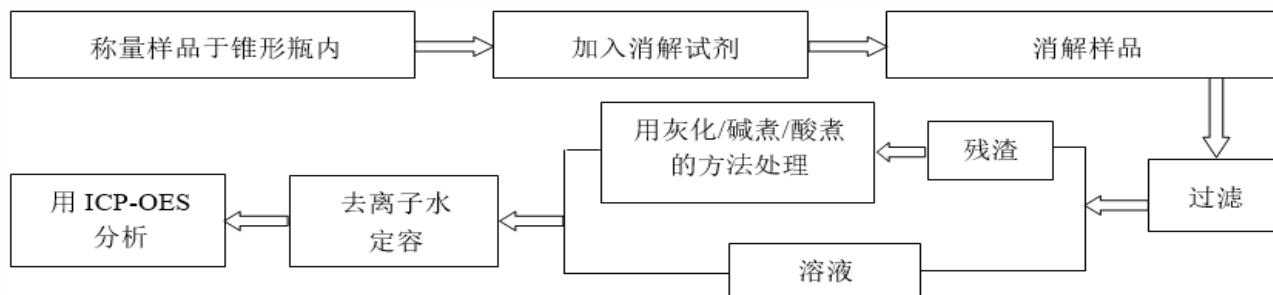 称量样品于锥形瓶内
加入消解试剂
消解样品
过滤
残渣
用灰化/碱煮/酸煮
的方法处理
溶液
去离子水
定容
用 ICP-OES
分析